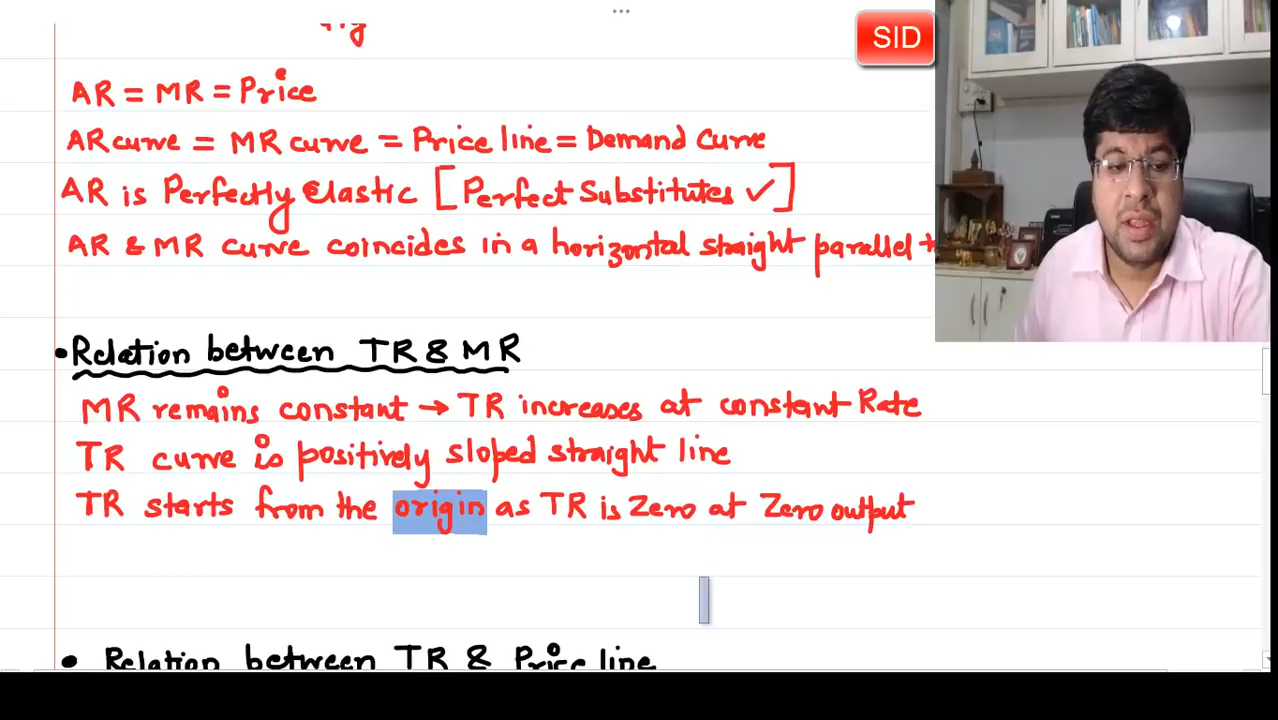 SID
AR = MR = Price
AR curve = MR curve = Price line = Demand Curve
AR is Perfectly Elastic [Perfect Substitutes ✓]
AR & MR curve coincides in a horizontal straight parallel
• Relation between TR & MR
MR remains constant → TR increases at constant Rate
TR curve is positively sloped straight line
TR starts from the origin as TR is Zero at Zero output
• Relation between TR & Price line